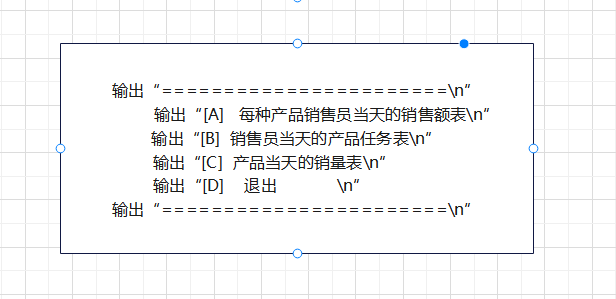 输出“=======================\n”
输出“[A]   每种产品销售员当天的销售额表\n”
输出“[B]  销售员当天的产品任务表\n”
输出“[C]  产品当天的销量表\n”
输出“[D]    退出            \n”
输出“=======================\n”